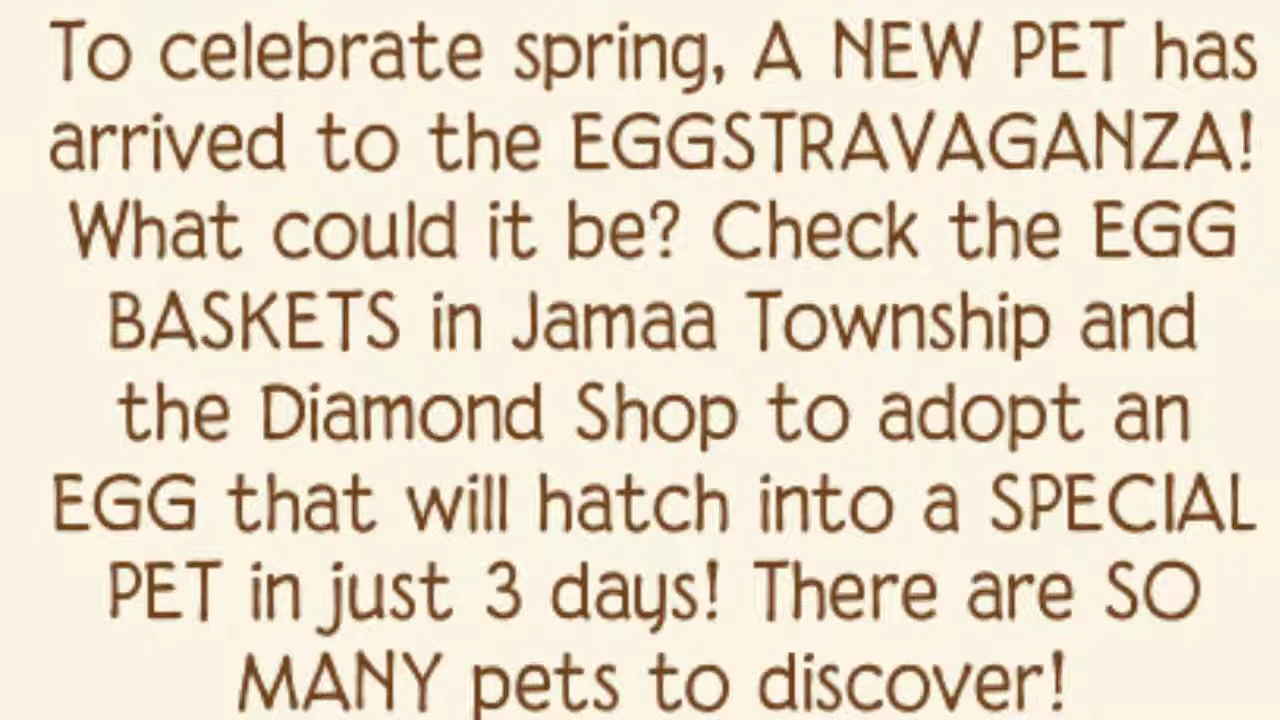 To celebrate spring, A NEW PET has
arrived to the EGGSTRAVAGANZA!
What could it be? Check the EGG
BASKETS in Jamaa Township and
the Diamond Shop to adopt an
EGG that will hatch into a SPECIAL
PET in just 3 days! There are SO
MANY pets to discover!